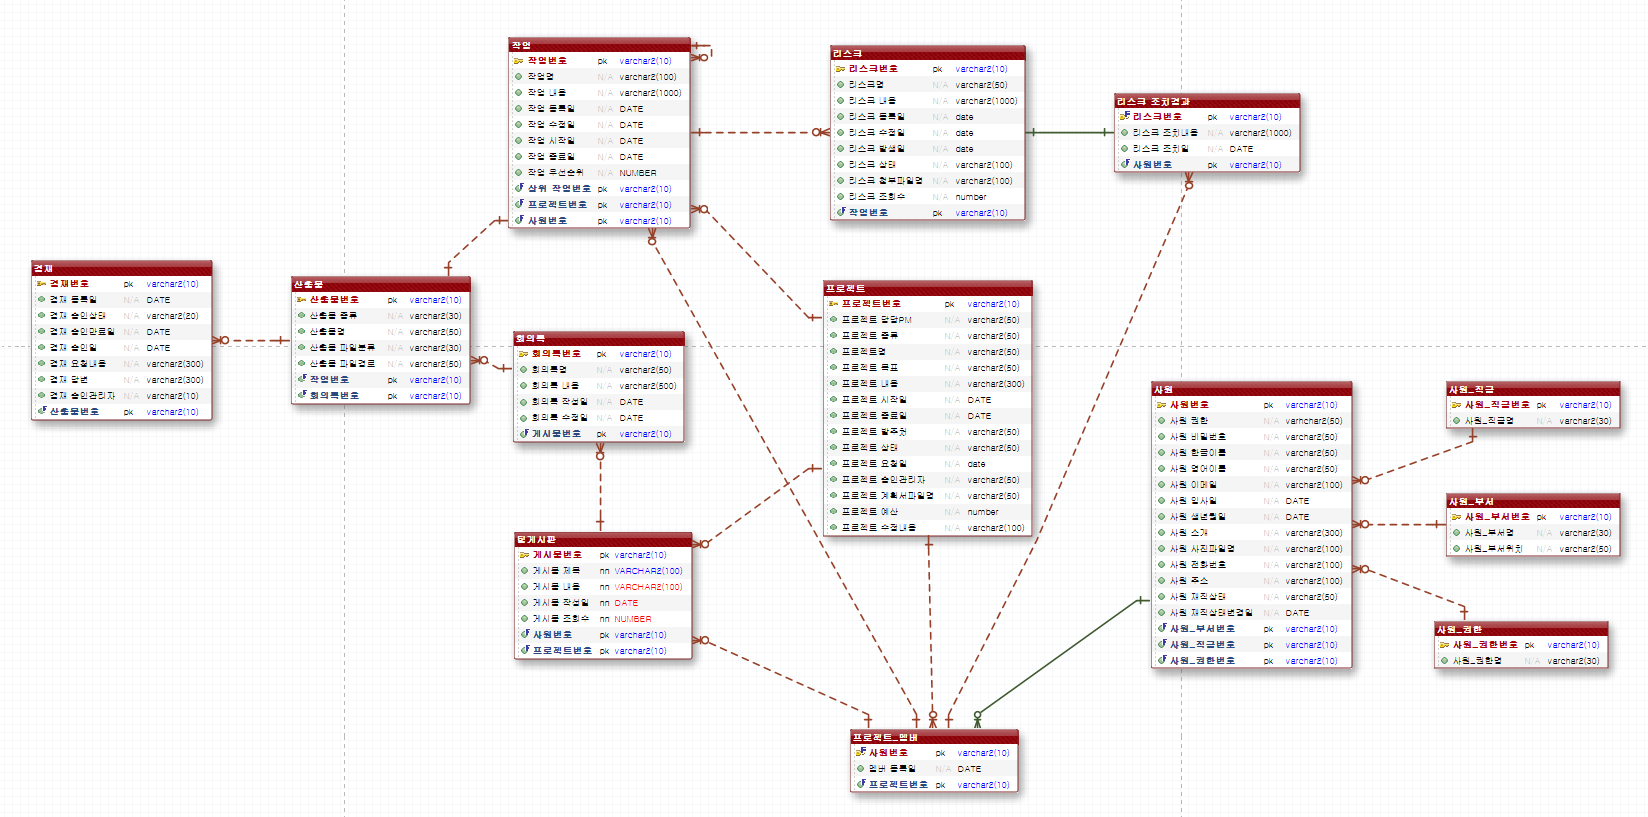 작업
작업번호 pk varchar2(10)
작업명 N/A varchar2(100)
작업 내용 N/A varchar2(1000)
작업 등록일 N/A DATE
작업 수정일 N/A DATE
작업 시작일 N/A DATE
작업 종료일 N/A DATE
작업 우선순위 N/A NUMBER
상위 작업번호 pk varchar2(10)
프로젝트번호 pk varchar2(10)
사원번호 pk varchar2(10)
리스크
리스크번호 pk varchar2(10)
리스크명 N/A varchar2(50)
리스크 내용 N/A varchar2(1000)
리스크 등록일 N/A date
리스크 수정일 N/A date
리스크 발생일 N/A date
리스크 상태 N/A varchar2(100)
리스크 첨부파일명 N/A varchar2(100)
리스크 조회수 N/A number
작업번호 pk varchar2(10)
리스크 조치결과
리스크번호 pk varchar2(10)
리스크 조치내용 N/A varchar2(1000)
리스크 조치일 N/A DATE
사원번호 pk varchar2(10)
결재
결재번호 pk varchar2(10)
결재 등록일 N/A DATE
결재 승인상태 N/A varchar2(20)
결재 승인만료일 N/A DATE
결재 승인일 N/A DATE
결재 요청내용 N/A varchar2(300)
결재 답변 N/A varchar2(300)
결재 승인관리자 N/A varchar2(10)
산출물번호 pk varchar2(10)
산출물
산출물번호 pk varchar2(10)
산출물 종류 N/A varchar2(30)
산출물명 N/A varchar2(50)
산출물 파일분류 N/A varchar2(30)
산출물 파일경로 N/A varchar2(50)
작업번호 pk varchar2(10)
회의록번호 pk varchar2(10)
회의록
회의록번호 pk varchar2(10)
회의록명 N/A varchar2(50)
회의록 내용 N/A varchar2(500)
회의록 작성일 N/A DATE
회의록 수정일 N/A DATE
게시물번호 pk varchar2(10)
프로젝트
프로젝트번호 pk varchar2(10)
프로젝트 담당PM N/A varchar2(50)
프로젝트 종류 N/A varchar2(50)
프로젝트명 N/A varchar2(50)
프로젝트 목표 N/A varchar2(50)
프로젝트 내용 N/A varchar2(300)
프로젝트 시작일 N/A DATE
프로젝트 종료일 N/A DATE
프로젝트 발주처 N/A varchar2(50)
프로젝트 상태 N/A varchar2(50)
프로젝트 요청일 N/A date
프로젝트 승인관리자 N/A varchar2(50)
프로젝트 계획서파일명 N/A varchar2(50)
프로젝트 예산 N/A number
프로젝트 수정내용 N/A varchar2(100)
사원
사원번호 pk varchar2(10)
사원 권한 N/A varchar2(50)
사원 비밀번호 N/A varchar2(50)
사원 한글이름 N/A varchar2(50)
사원 영어이름 N/A varchar2(50)
사원 이메일 N/A varchar2(100)
사원 입사일 N/A DATE
사원 생년월일 N/A DATE
사원 소개 N/A varchar2(300)
사원 사진파일명 N/A varchar2(100)
사원 전화번호 N/A varchar2(100)
사원 주소 N/A varchar2(100)
사원 재직상태 N/A varchar2(50)
사원 재직상태변경일 N/A DATE
사원_부서번호 pk varchar2(10)
사원_직급번호 pk varchar2(10)
사원_권한번호 pk varchar2(10)
사원_직급
사원_직급번호 pk varchar2(10)
사원_직급명 N/A varchar2(30)
사원_부서
사원_부서번호 pk varchar2(10)
사원_부서명 N/A varchar2(30)
사원_부서위치 N/A varchar2(50)
사원_권한
사원_권한번호 pk varchar2(10)
사원_권한명 N/A varchar2(30)
팀게시판
게시물번호 pk varchar2(10)
게시물 제목 nn VARCHAR2(100)
게시물 내용 nn VARCHAR2(100)
게시물 작성일 nn DATE
게시물 조회수 nn NUMBER
사원번호 pk varchar2(10)
프로젝트번호 pk varchar2(10)
프로젝트_멤버
사원번호 pk varchar2(10)
멤버 등록일 N/A DATE
프로젝트번호 pk varchar2(10)